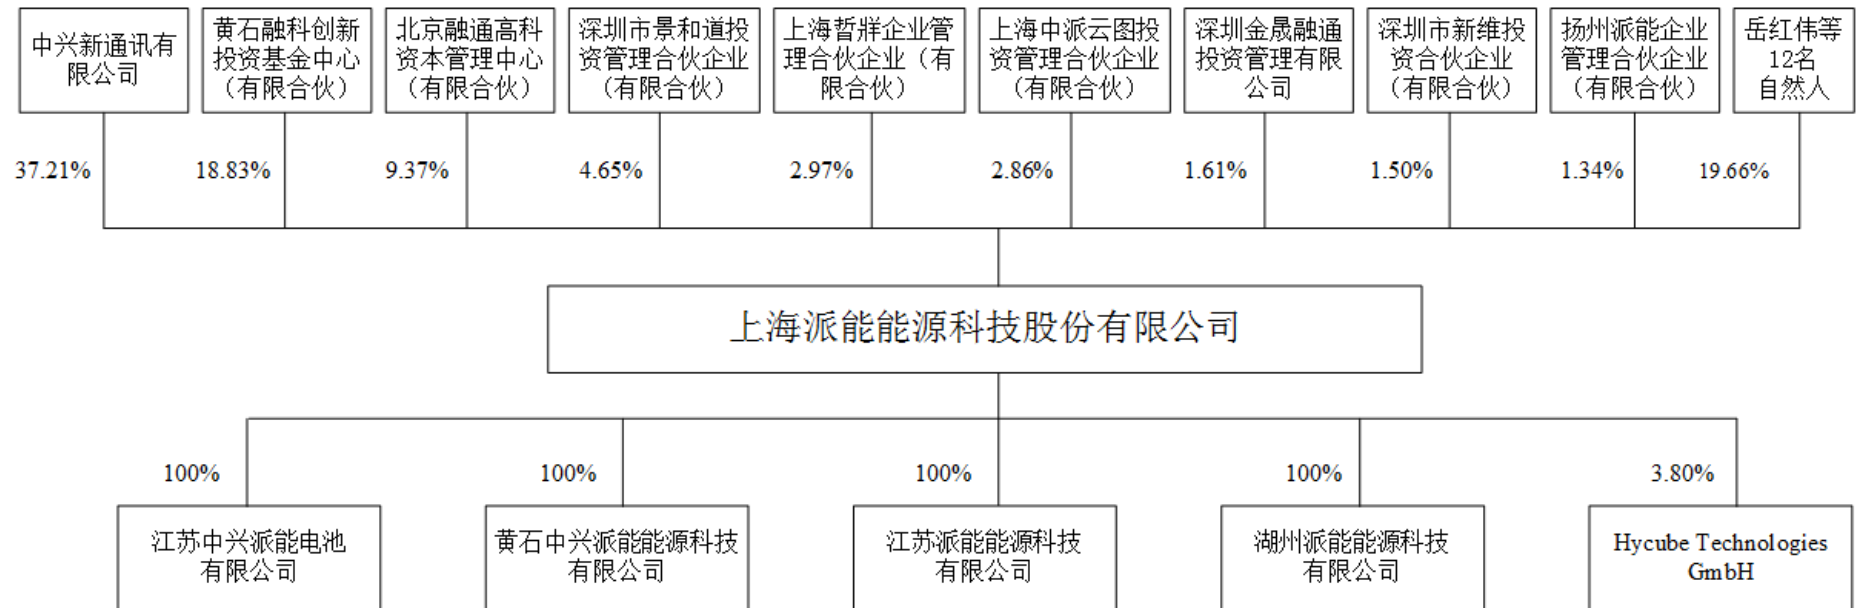 中兴新通讯有
限公司
黄石融科创新
投资基金中心
（有限合伙）
北京融通高科
资本管理中心
（有限合伙）
深圳市景和道投
资管理合伙企业
（有限合伙）
上海晢牂企业管
理合伙企业（有
限合伙）
上海中派云图投
资管理合伙企业
（有限合伙）
深圳金晟融通
投资管理有限
公司
深圳市新维投
资合伙企业
（有限合伙）
扬州派能企业
管理合伙企业
（有限合伙）
岳红伟等
12名
自然人
37.21%
18.83%
9.37%
4.65%
2.97%
2.86%
1.61%
1.50%
1.34%
19.66%
上海派能能源科技股份有限公司
100%
100%
100%
100%
3.80%
江苏中兴派能电池
有限公司
黄石中兴派能能源科技
有限公司
江苏派能能源科技
有限公司
湖州派能能源科技
有限公司
Hycube Technologies
GmbH